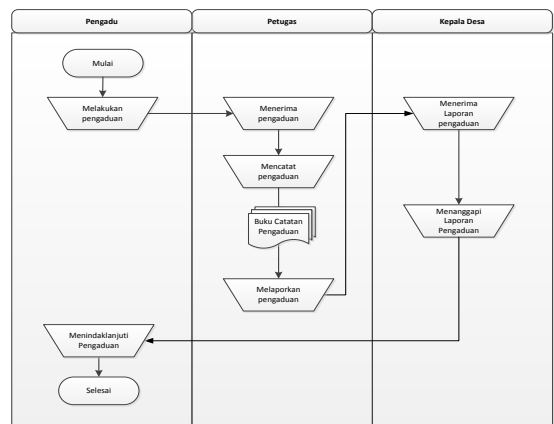 Pengadu
Petugas
Kepala Desa
Mulai
Melakukan
pengaduan
Menerima
pengaduan
Menerima
Laporan
pengaduan
Mencatat
pengaduan
Buku Catatan
Pengaduan
Menanggapi
Laporan
Pengaduan
Melaporkan
pengaduan
Menindaklanjuti
Pengaduan
Selesai